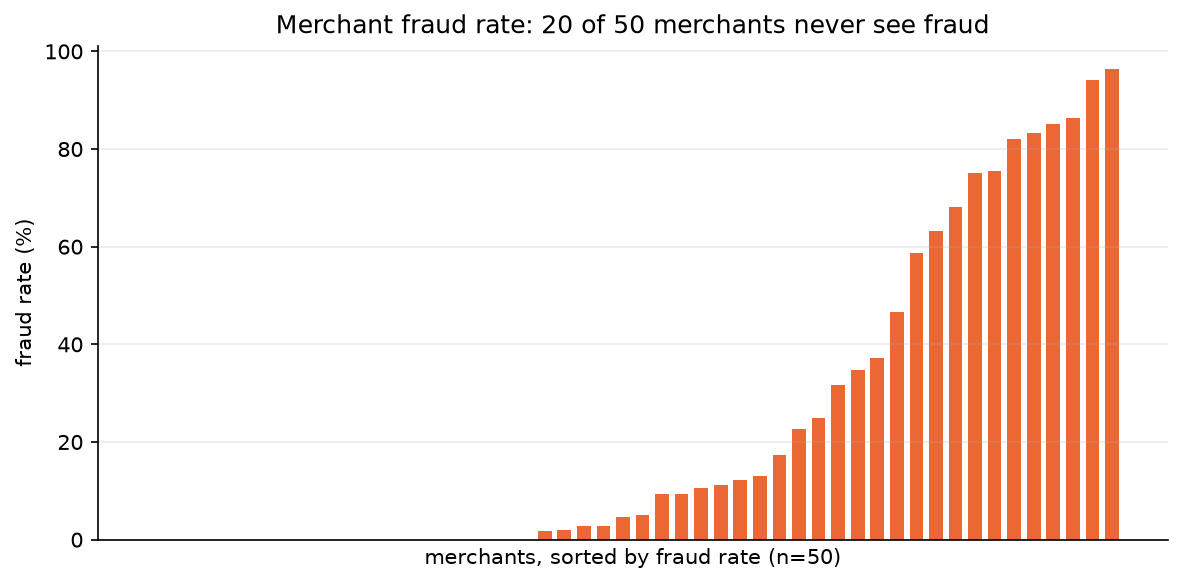 Merchant fraud rate: 20 of 50 merchants never see fraud
fraud rate (%)
100
80
60
40
20
0
merchants, sorted by fraud rate (n=50)